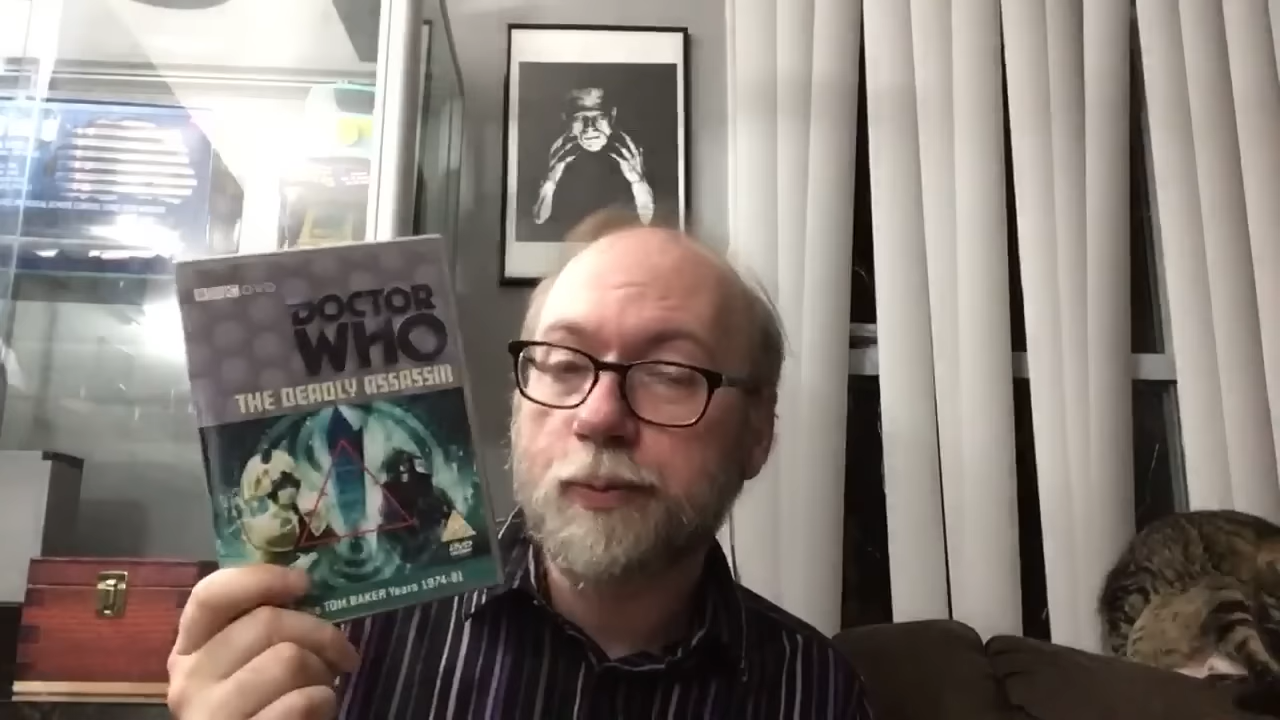 BBC DVD
DOCTOR
WHO
THE DEADLY ASSASSIN
TOM BAKER Years 1974-81
DVD